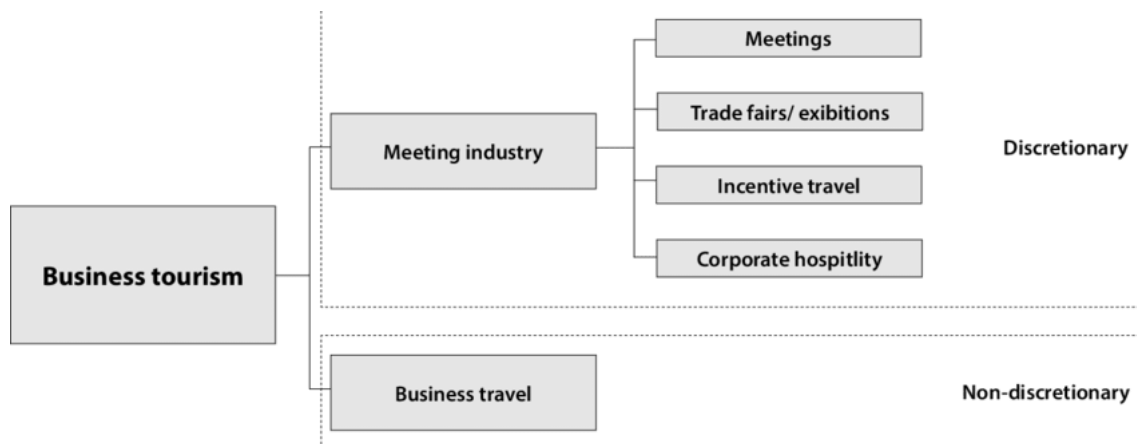 Business tourism
Meeting industry
Meetings
Trade fairs/ exibitions
Incentive travel
Corporate hospitlity
Discretionary
Business travel
Non-discretionary